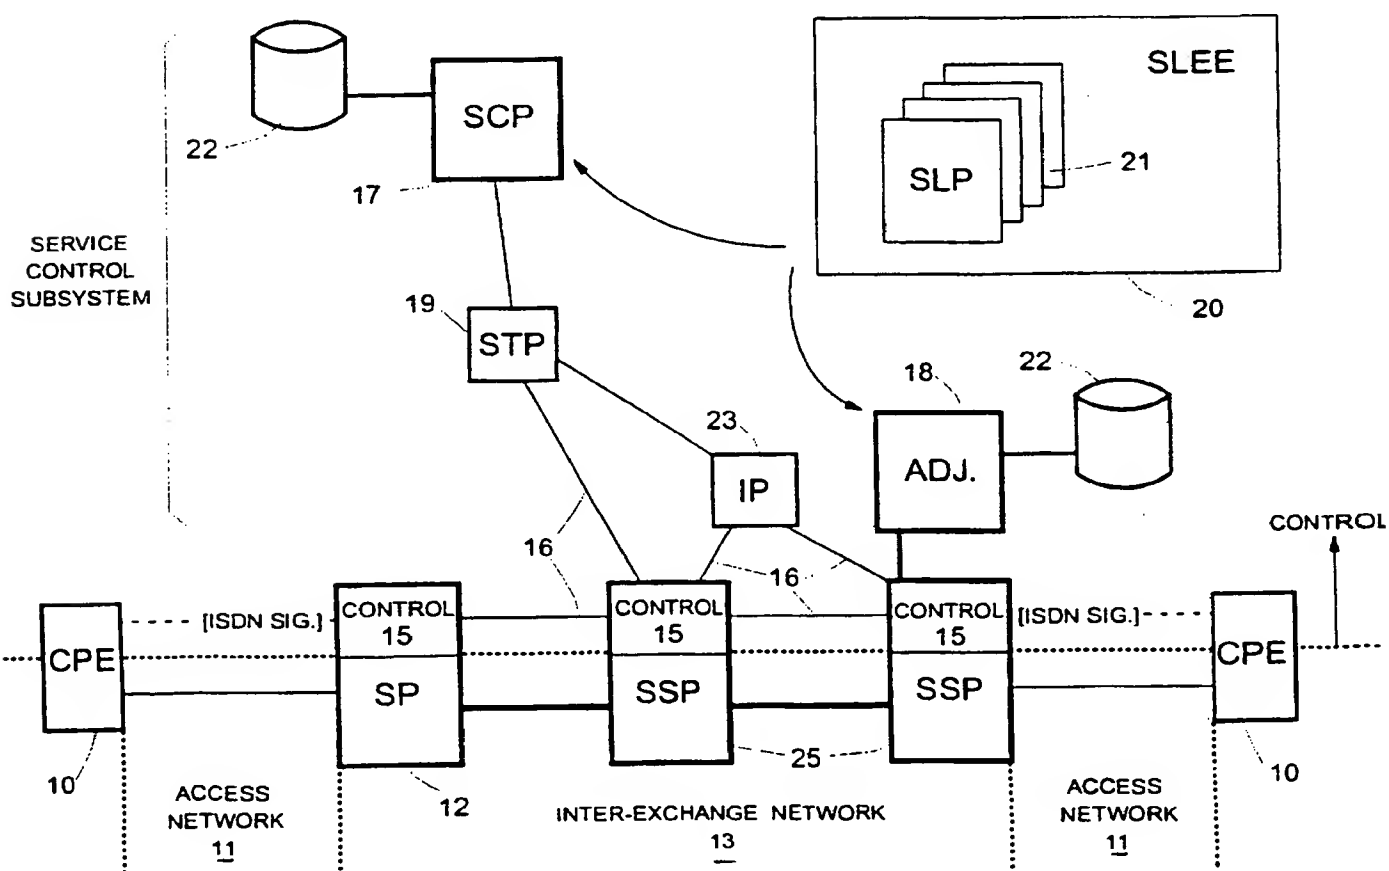 22
SCP
17
SLEE
SLP
21
20
SERVICE
CONTROL
SUBSYSTEM
19
STP
18
22
23
IP
ADJ.
CONTROL
16
16
CPE
[ISDN SIG.]
CONTROL
15
SP
CONTROL
15
SSP
CONTROL
15
SSP
[ISDN SIG.]
CPE
10
12
25
10
ACCESS
NETWORK
11
INTER-EXCHANGE NETWORK
13
ACCESS
NETWORK
11